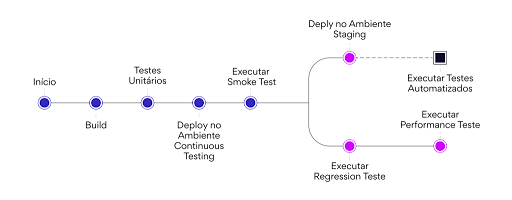 Início
Build
Testes
Unitários
Deploy no
Ambiente
Continuous
Testing
Executar
Smoke Test
Deply no Ambiente
Staging
Executar Testes
Automatizados
Executar
Regression Teste
Executar
Performance Teste